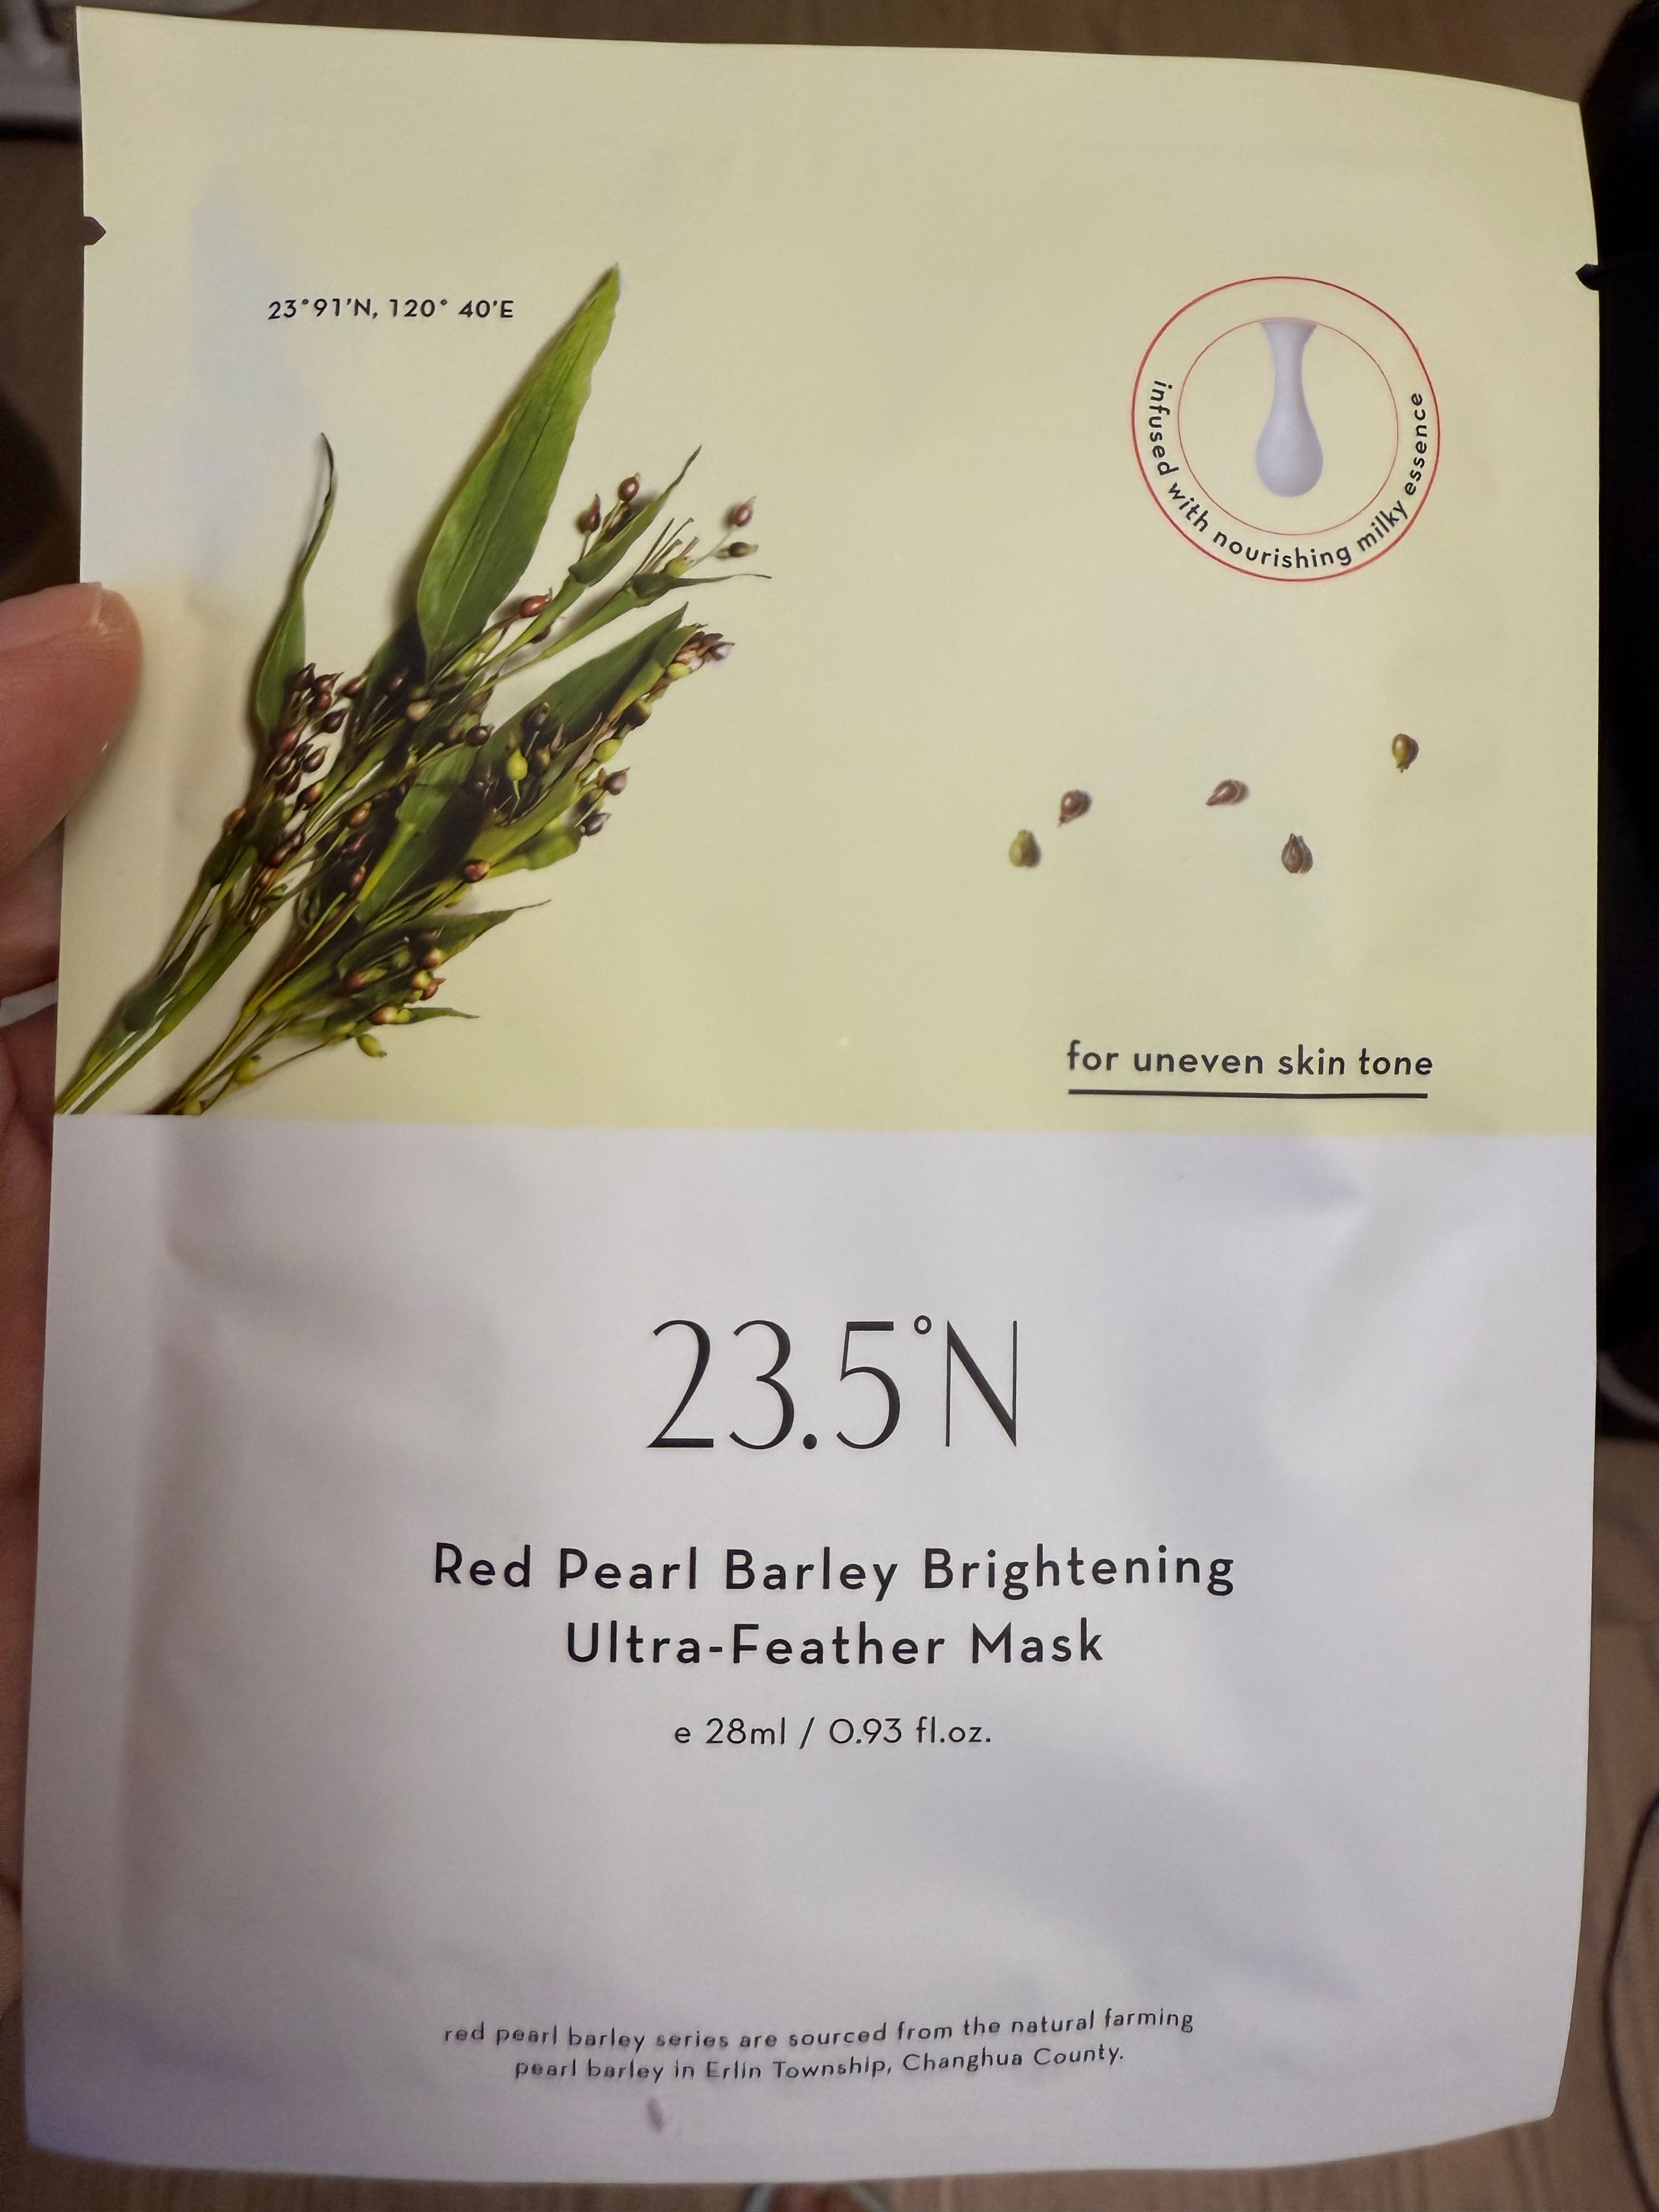 23°91'N, 120° 40'E
infused with nourishing milky essence
for uneven skin tone
23.5°N
Red Pearl Barley Brightening
Ultra-Feather Mask
e 28ml / 0.93 fl.oz.
red pearl barley series are sourced from the natural farming
pearl barley in Erlin Township, Changhua County.